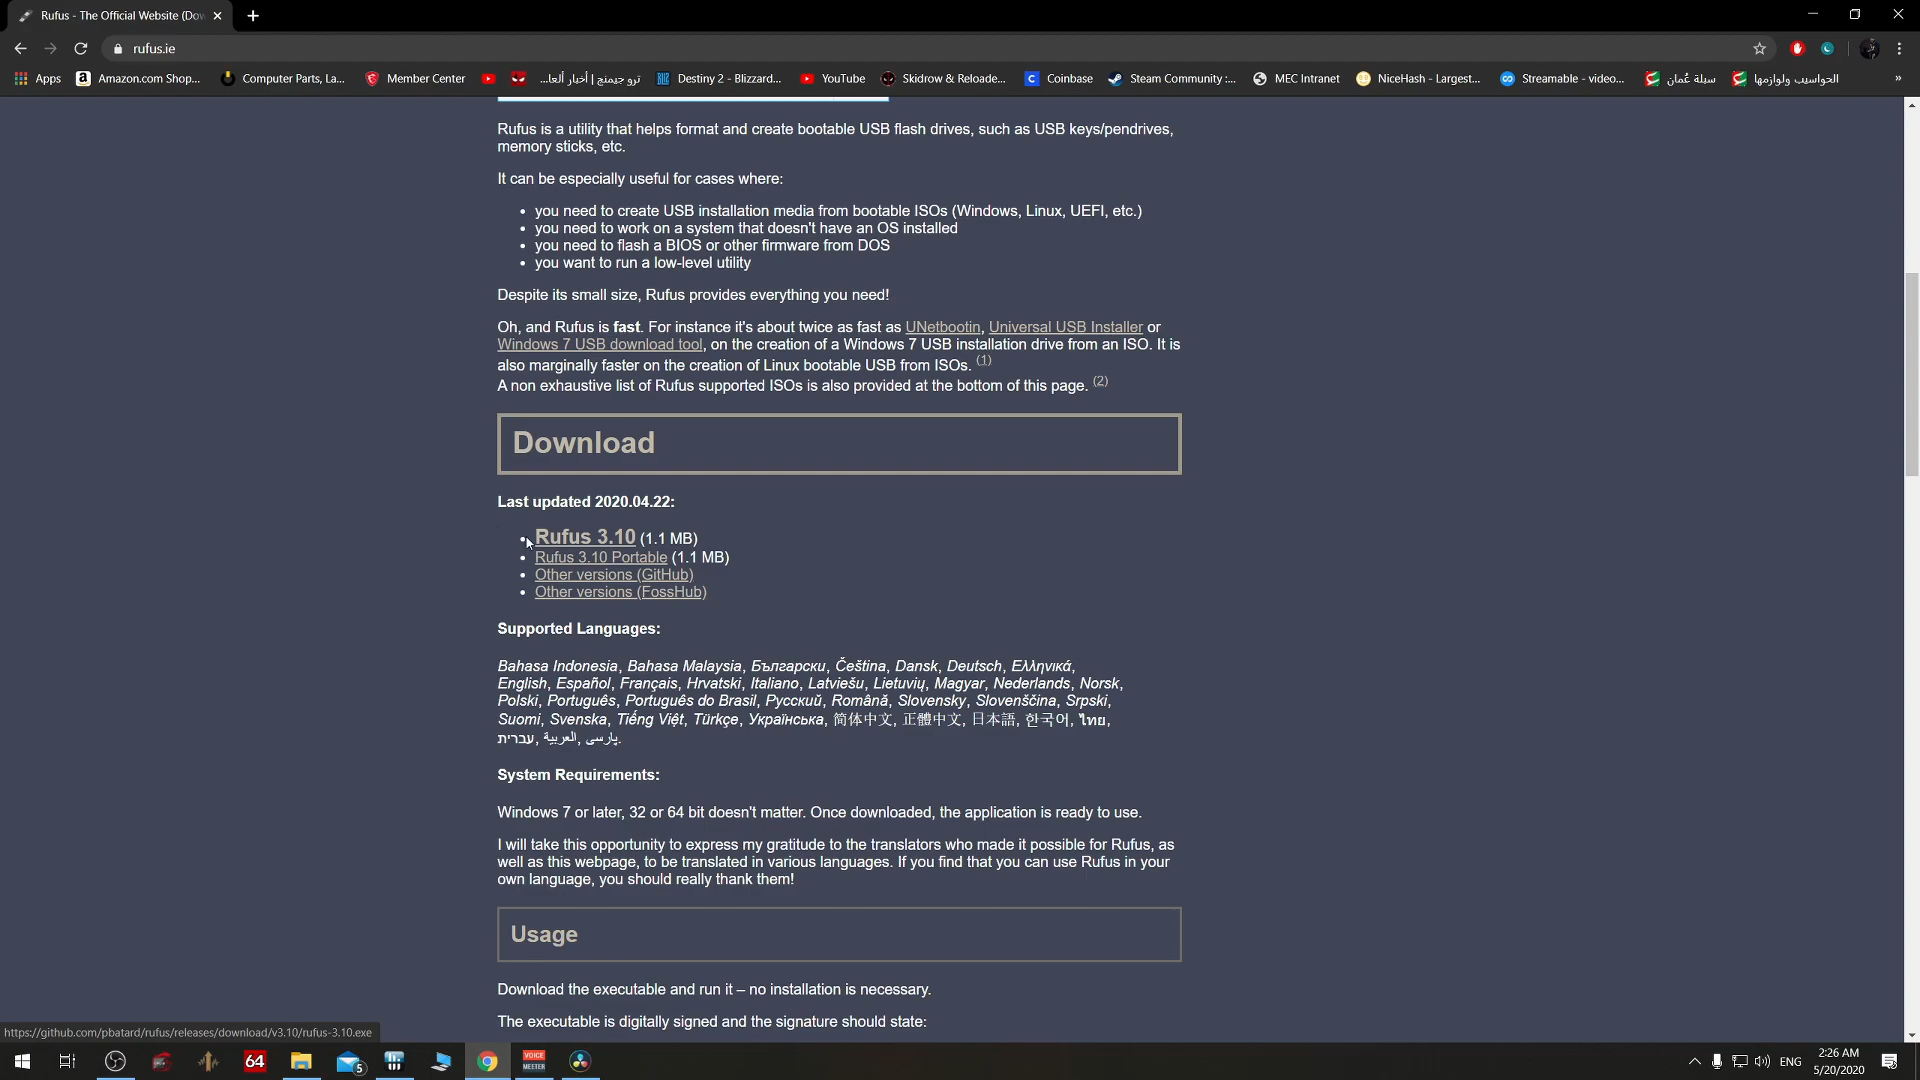 Rufus - The Official Website (Dow
rufus.ie
Apps
Amazon.com Shop...
Computer Parts, La...
Member Center
ترو جيمنج | أخبار ألعا...
Destiny 2 - Blizzard...
YouTube
Skidrow & Reloade...
Coinbase
Steam Community :...
MEC Intranet
NiceHash - Largest...
Streamable - video...
سبلة عُمان
الحواسيب ولوازمها
Rufus is a utility that helps format and create bootable USB flash drives, such as USB keys/pendrives,
memory sticks, etc.
It can be especially useful for cases where:
• you need to create USB installation media from bootable ISOs (Windows, Linux, UEFI, etc.)
• you need to work on a system that doesn't have an OS installed
• you need to flash a BIOS or other firmware from DOS
• you want to run a low-level utility
Despite its small size, Rufus provides everything you need!
Oh, and Rufus is fast. For instance it's about twice as fast as UNetbootin, Universal USB Installer or
Windows 7 USB download tool, on the creation of a Windows 7 USB installation drive from an ISO. It is
also marginally faster on the creation of Linux bootable USB from ISOs. (1)
A non exhaustive list of Rufus supported ISOs is also provided at the bottom of this page. (2)
Download
Last updated 2020.04.22:
• Rufus 3.10 (1.1 MB)
• Rufus 3.10 Portable (1.1 MB)
• Other versions (GitHub)
• Other versions (FossHub)
Supported Languages:
Bahasa Indonesia, Bahasa Malaysia, Български, Čeština, Dansk, Deutsch, Ελληνικά,
English, Español, Français, Hrvatski, Italiano, Latviešu, Lietuvių, Magyar, Nederlands, Norsk,
Polski, Português, Português do Brasil, Русский, Română, Slovensky, Slovenščina, Srpski,
Suomi, Svenska, Tiếng Việt, Türkçe, Українська, 简体中文, 正體中文, 日本語, 한국어, ไทย,
עברית, العربية, پارسی.
System Requirements:
Windows 7 or later, 32 or 64 bit doesn't matter. Once downloaded, the application is ready to use.
I will take this opportunity to express my gratitude to the translators who made it possible for Rufus, as
well as this webpage, to be translated in various languages. If you find that you can use Rufus in your
own language, you should really thank them!
Usage
Download the executable and run it – no installation is necessary.
The executable is digitally signed and the signature should state:
https://github.com/pbatard/rufus/releases/download/v3.10/rufus-3.10.exe
64
5
VOICE
MEETER
ENG
2:26 AM
5/20/2020